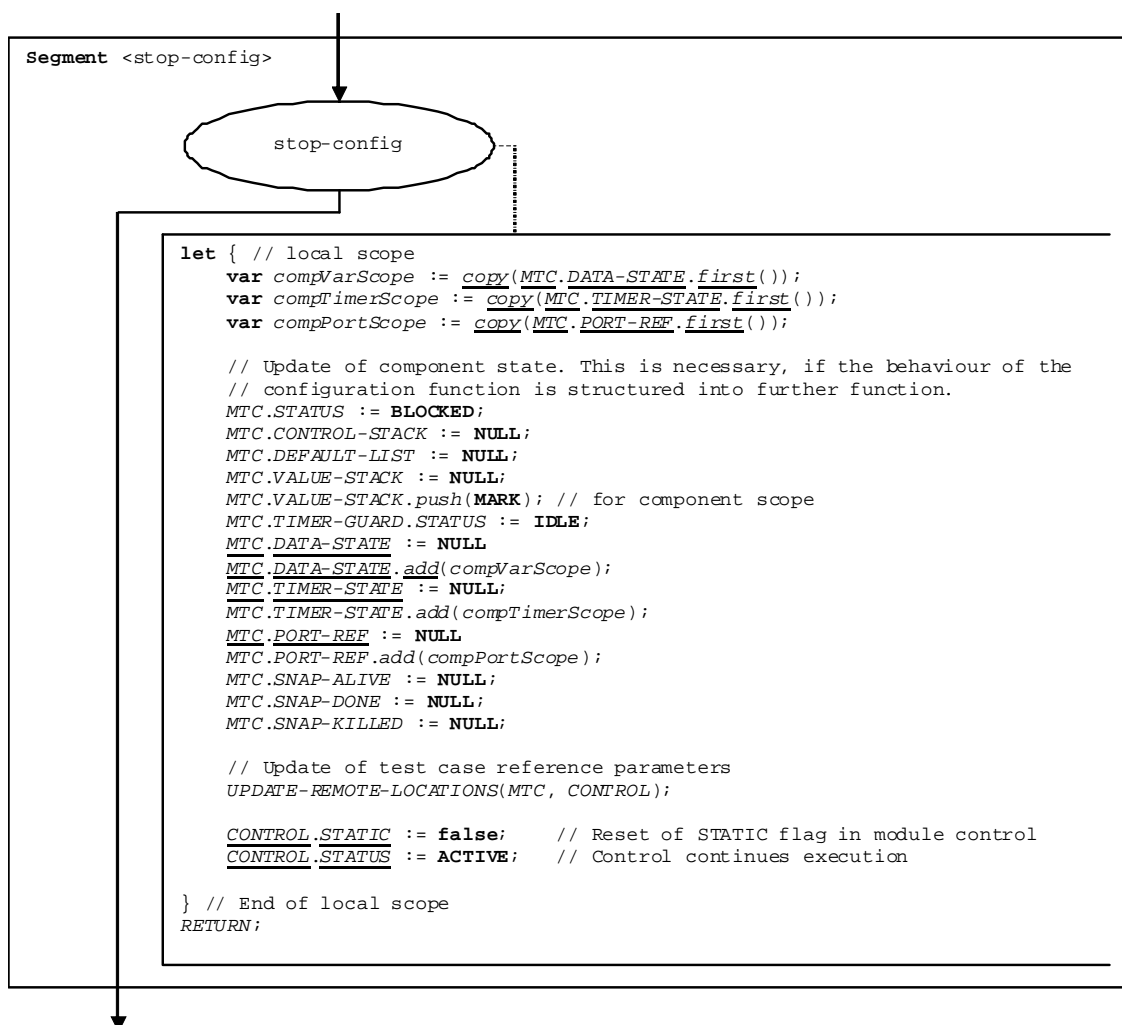 Segment <stop-config>
stop-config
let { // local scope
var compVarScope := copy(MTC.DATA-STATE.first());
var compTimerScope := copy(MTC.TIMER-STATE.first());
var compPortScope := copy(MTC.PORT-REF.first());
// Update of component state. This is necessary, if the behaviour of the
// configuration function is structured into further function.
MTC.STATUS := BLOCKED;
MTC.CONTROL-STACK := NULL;
MTC.DEFAULT-LIST := NULL;
MTC.VALUE-STACK := NULL;
MTC.VALUE-STACK.push(MARK); // for component scope
MTC.TIMER-GUARD.STATUS := IDLE;
MTC.DATA-STATE := NULL
MTC.DATA-STATE.add(compVarScope);
MTC.TIMER-STATE := NULL;
MTC.TIMER-STATE.add(compTimerScope);
MTC.PORT-REF := NULL
MTC.PORT-REF.add(compPortScope);
MTC.SNAP-ALIVE := NULL;
MTC.SNAP-DONE := NULL;
MTC.SNAP-KILLED := NULL;
// Update of test case reference parameters
UPDATE-REMOTE-LOCATIONS(MTC, CONTROL);
CONTROL.STATIC := false; // Reset of STATIC flag in module control
CONTROL.STATUS := ACTIVE; // Control continues execution
} // End of local scope
RETURN;